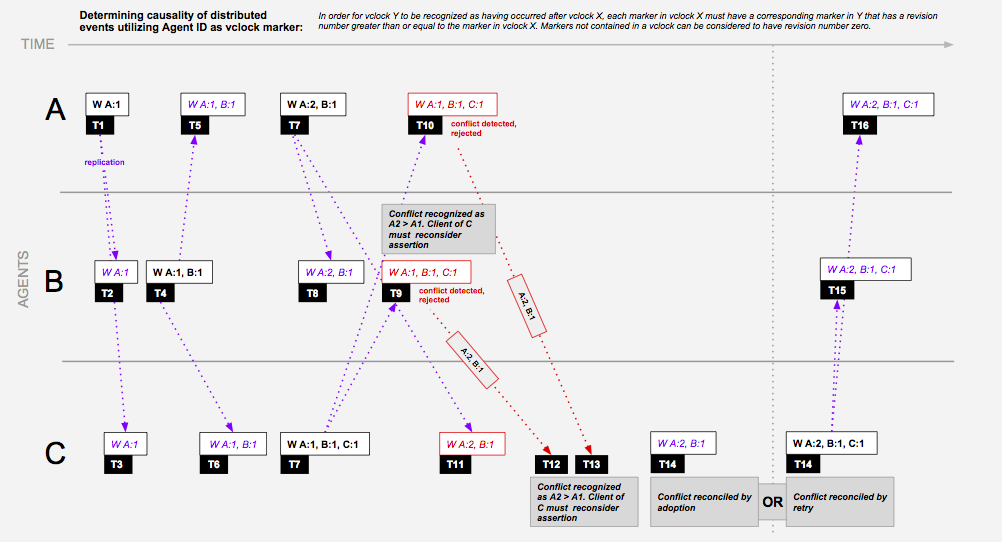 Determining causality of distributed
events utilizing Agent ID as vclock marker:
In order for vclock Y to be recognized as having occurred after vclock X, each marker in vclock X must have a corresponding marker in Y that has a revision
number greater than or equal to the marker in vclock X. Markers not contained in a vclock can be considered to have revision number zero.
TIME
AGENTS
A
W A:1
T1
replication
W A:1, B:1
T5
W A:2, B:1
T7
W A:1, B:1, C:1
T10
conflict detected,
rejected
W A:2, B:1, C:1
T16
Conflict recognized as
A2 > A1. Client of C
must reconsider
assertion
B
W A:1
T2
W A:1, B:1
T4
W A:2, B:1
T8
W A:1, B:1, C:1
T9
conflict detected,
rejected
A:2, B:1
A:2, B:1
W A:2, B:1, C:1
T15
C
W A:1
T3
W A:1, B:1
T6
W A:1, B:1, C:1
T7
W A:2, B:1
T11
T12
T13
Conflict recognized
as A2 > A1. Client of
C must reconsider
assertion
W A:2, B:1
T14
Conflict reconciled by
adoption
OR
W A:2, B:1, C:1
T14
Conflict reconciled by
retry